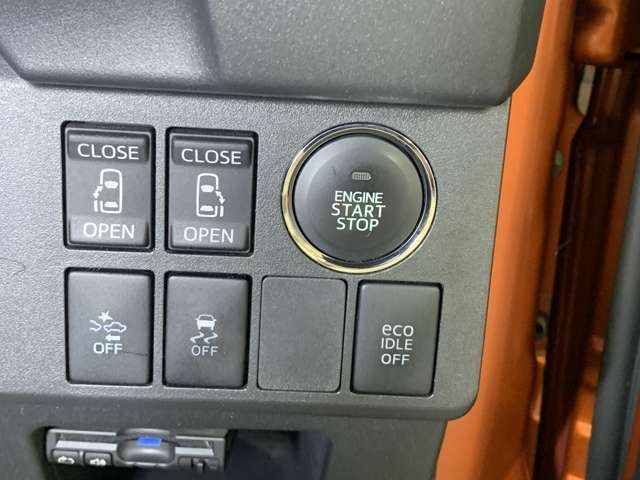 CLOSE
OPEN
CLOSE
OPEN
ENGINE
START
STOP
OFF
OFF
eco
IDLE
OFF